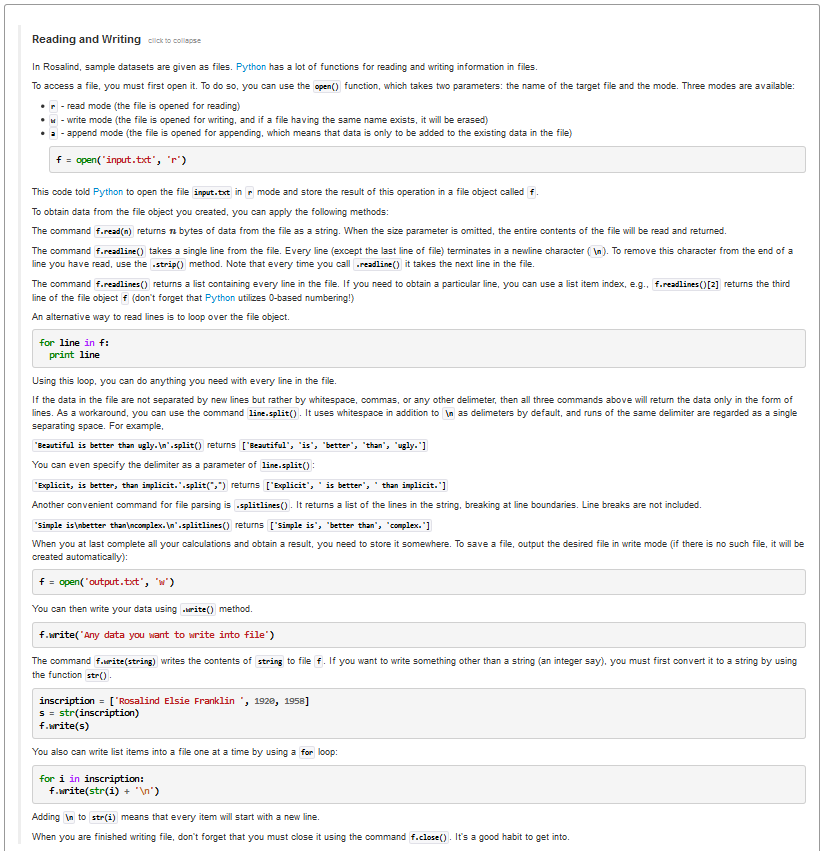 Reading and Writing click to collapse
In Rosalind, sample datasets are given as files. Python has a lot of functions for reading and writing information in files.
To access a file, you must first open it. To do so, you can use the open() function, which takes two parameters: the name of the target file and the mode. Three modes are available:
• r - read mode (the file is opened for reading)
• w - write mode (the file is opened for writing, and if a file having the same name exists, it will be erased)
• a - append mode (the file is opened for appending, which means that data is only to be added to the existing data in the file)
f = open('input.txt', 'r')
This code told Python to open the file input.txt in r mode and store the result of this operation in a file object called f.
To obtain data from the file object you created, you can apply the following methods:
The command f.read(n) returns n bytes of data from the file as a string. When the size parameter is omitted, the entire contents of the file will be read and returned.
The command f.readline() takes a single line from the file. Every line (except the last line of file) terminates in a newline character (\n). To remove this character from the end of a
line you have read, use the .strip() method. Note that every time you call .readline() it takes the next line in the file.
The command f.readlines() returns a list containing every line in the file. If you need to obtain a particular line, you can use a list item index, e.g., f.readlines()[2] returns the third
line of the file object f (don't forget that Python utilizes 0-based numbering!)
An alternative way to read lines is to loop over the file object.
for line in f:
print line
Using this loop, you can do anything you need with every line in the file.
If the data in the file are not separated by new lines but rather by whitespace, commas, or any other delimeter, then all three commands above will return the data only in the form of
lines. As a workaround, you can use the command line.split(). It uses whitespace in addition to \n as delimeters by default, and runs of the same delimiter are regarded as a single
separating space. For example,
'Beautiful is better than ugly.\n'.split() returns ['Beautiful', 'is', 'better', 'than', 'ugly.']
You can even specify the delimiter as a parameter of line.split():
'Explicit, is better, than implicit.'.split(",") returns ['Explicit', ' is better', ' than implicit.']
Another convenient command for file parsing is .splitlines(). It returns a list of the lines in the string, breaking at line boundaries. Line breaks are not included.
'Simple is\nbetter than\ncomplex.\n'.splitlines() returns ['Simple is', 'better than', 'complex.']
When you at last complete all your calculations and obtain a result, you need to store it somewhere. To save a file, output the desired file in write mode (if there is no such file, it will be
created automatically):
f = open('output.txt', 'w')
You can then write your data using .write() method.
f.write('Any data you want to write into file')
The command f.write(string) writes the contents of string to file f. If you want to write something other than a string (an integer say), you must first convert it to a string by using
the function str().
inscription = ['Rosalind Elsie Franklin ', 1920, 1958]
s = str(inscription)
f.write(s)
You also can write list items into a file one at a time by using a for loop:
for i in inscription:
f.write(str(i) + '\n')
Adding \n to str(i) means that every item will start with a new line.
When you are finished writing file, don't forget that you must close it using the command f.close(). It's a good habit to get into.